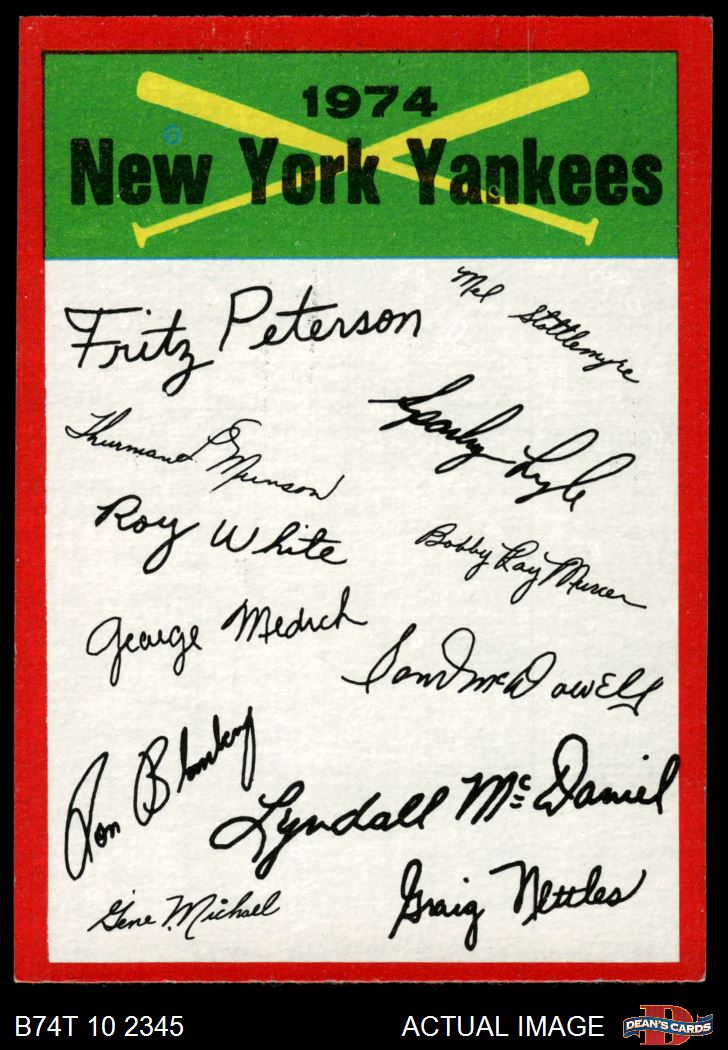 1974
New York Yankees
Fritz Peterson
Mel Stottlemyre
Thurman Munson
Sparky Lyle
Roy White
Bobby Ray Murcer
George Medich
Sam McDowell
Ron Blomberg
Lyndall McDaniel
Gene Michael
Graig Nettles
B74T 10 2345
ACTUAL IMAGE
D
DEAN'S CARDS